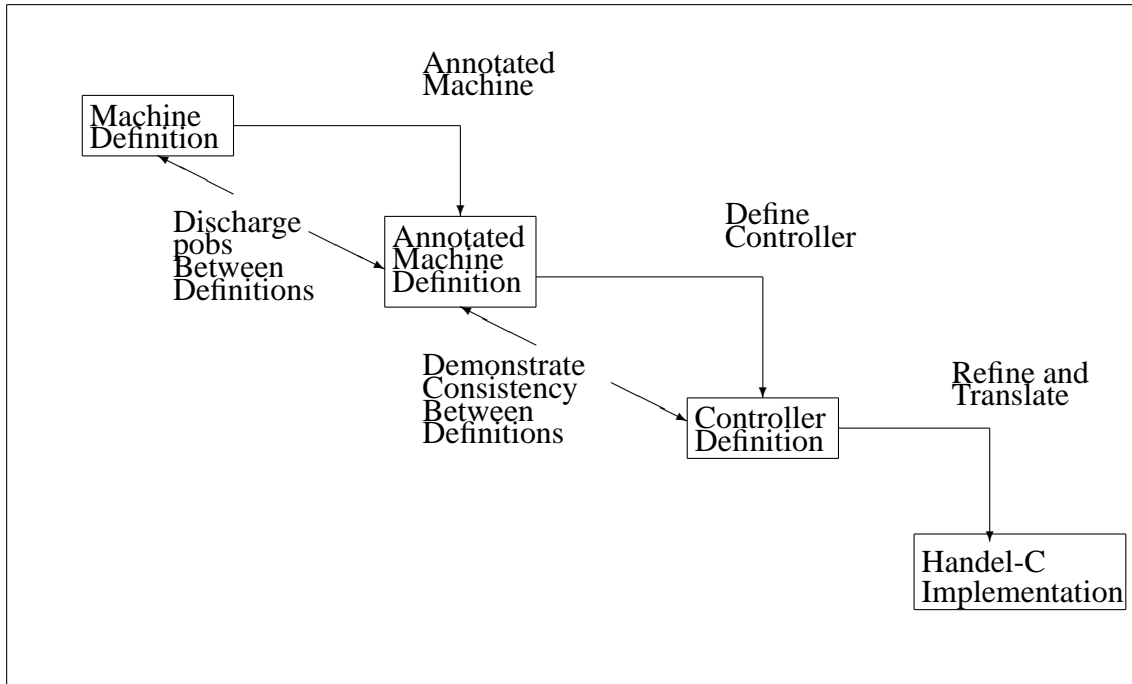 Annotated
Machine
Machine
Definition
Discharge
pobs
Between
Definitions
Annotated
Machine
Definition
Define
Controller
Demonstrate
Consistency
Between
Definitions
Controller
Definition
Refine and
Translate
Handel-C
Implementation